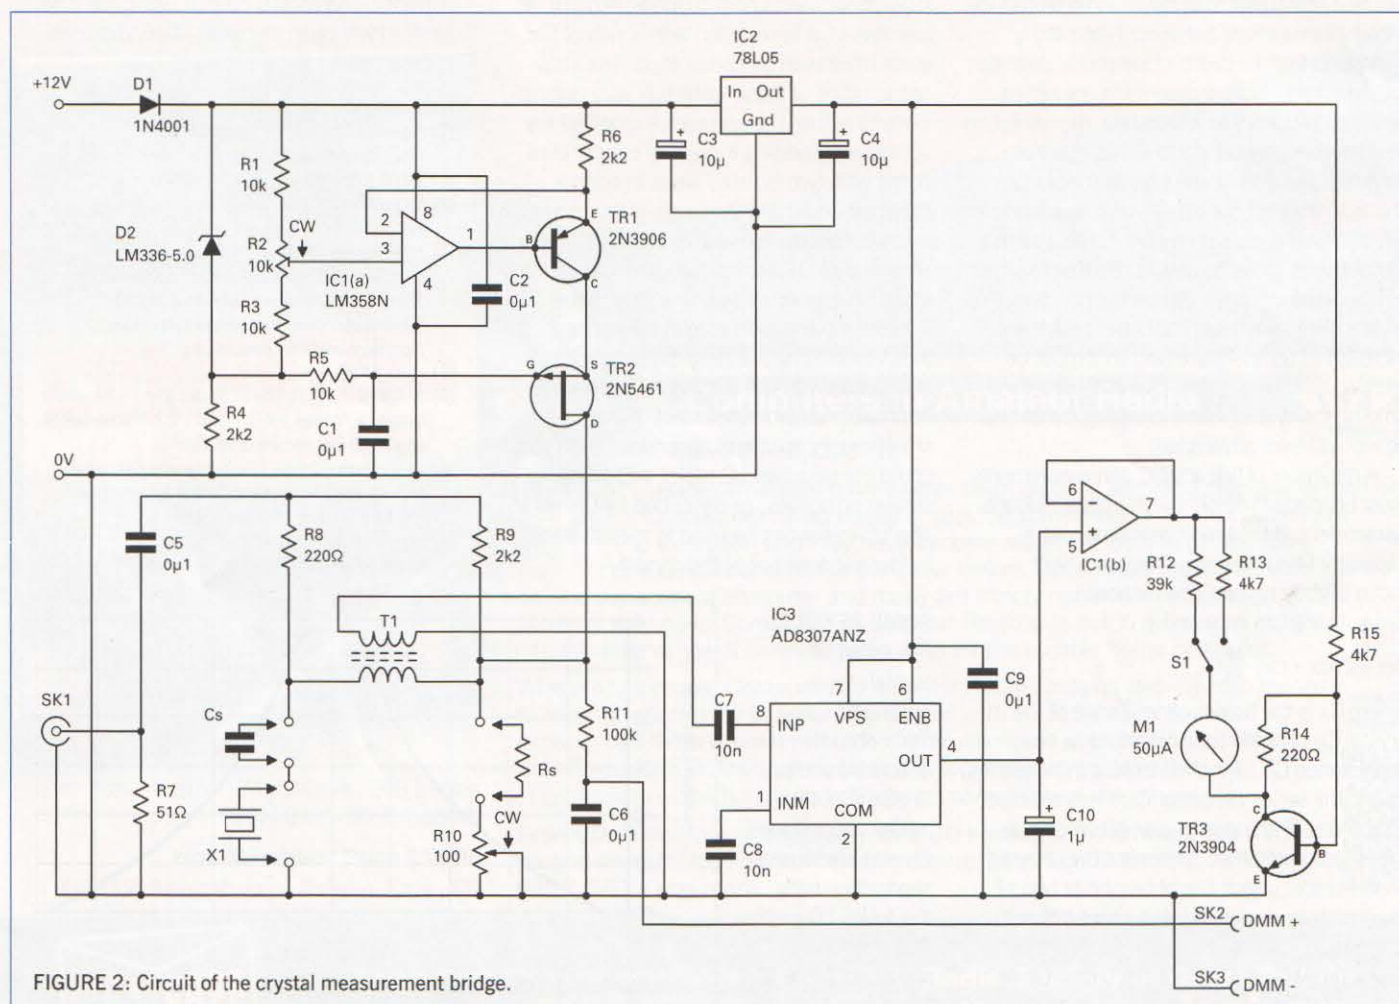 IC2
78L05
+12V
D1
1N4001
In Out
Gnd
R1
10k
R6
2k2
+
C3
10µ
+
C4
10µ
D2
LM336-5.0
CW
R2
10k
2
8
1
3
4
IC1(a)
LM358N
E
B
C
TR1
2N3906
C2
0µ1
R3
10k
R5
10k
G
S
D
TR2
2N5461
R4
2k2
C1
0µ1
0V
C5
0µ1
R8
220Ω
R9
2k2
6
7
5
IC1(b)
R12
39k
R13
4k7
T1
IC3
AD8307ANZ
R15
4k7
S1
SK1
Cs
R11
100k
C7
10n
8
INP
7
VPS
6
ENB
C9
0µ1
4
OUT
M1
50µA
R14
220Ω
Rs
R7
51Ω
X1
R10
100
CW
C6
0µ1
1
INM
COM
2
C8
10n
+
C10
1µ
TR3
2N3904
B
E
SK2
DMM +
SK3
DMM -
FIGURE 2: Circuit of the crystal measurement bridge.